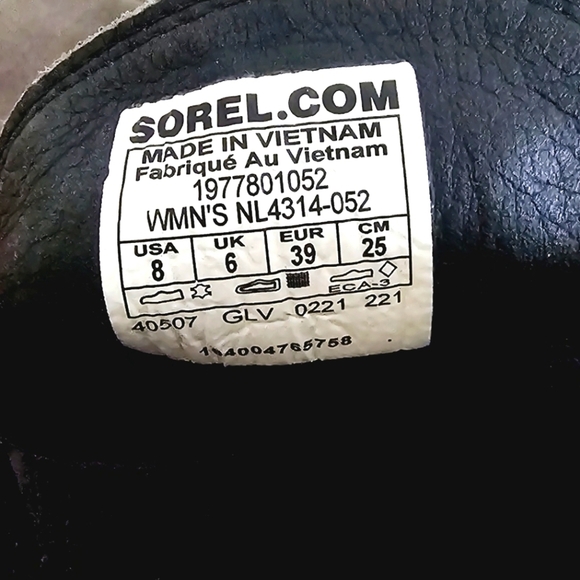 SOREL.COM
MADE IN VIETNAM
Fabriqué Au Vietnam
1977801052
WMN'S NL4314-052
USA UK EUR CM
8 6 39 25
ECA-3
40507 GLV 0221 221